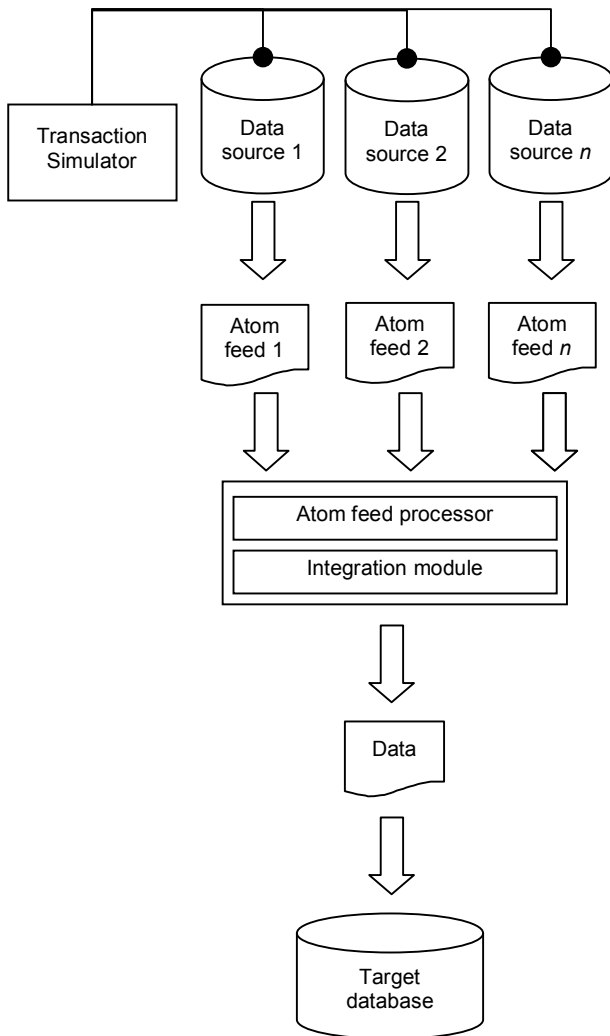 Transaction
Simulator
Data
source 1
Data
source 2
Data
source n
Atom
feed 1
Atom
feed 2
Atom
feed n
Atom feed processor
Integration module
Data
Target
database